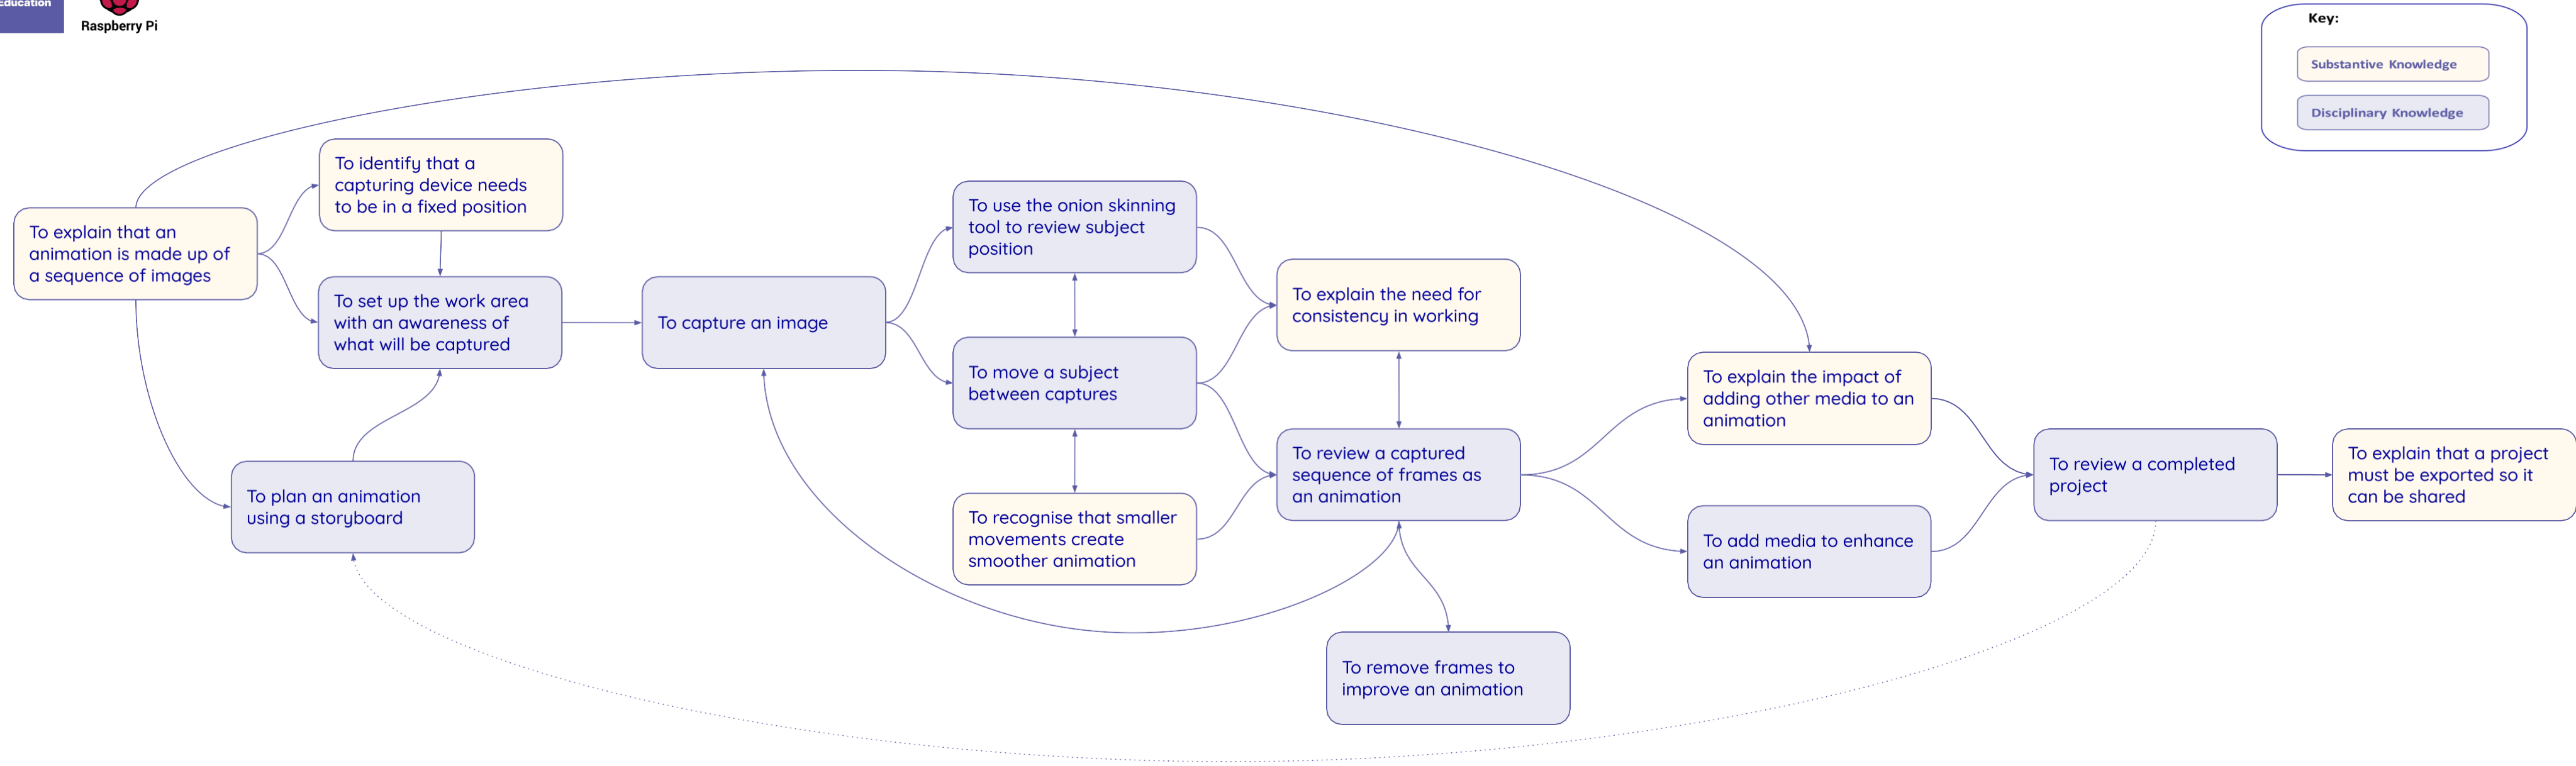 Education
Raspberry Pi
Key:
Substantive Knowledge
Disciplinary Knowledge
To explain that an
animation is made up of
a sequence of images
To identify that a
capturing device needs
to be in a fixed position
To set up the work area
with an awareness of
what will be captured
To plan an animation
using a storyboard
To capture an image
To use the onion skinning
tool to review subject
position
To move a subject
between captures
To recognise that smaller
movements create
smoother animation
To explain the need for
consistency in working
To review a captured
sequence of frames as
an animation
To remove frames to
improve an animation
To explain the impact of
adding other media to an
animation
To add media to enhance
an animation
To review a completed
project
To explain that a project
must be exported so it
can be shared